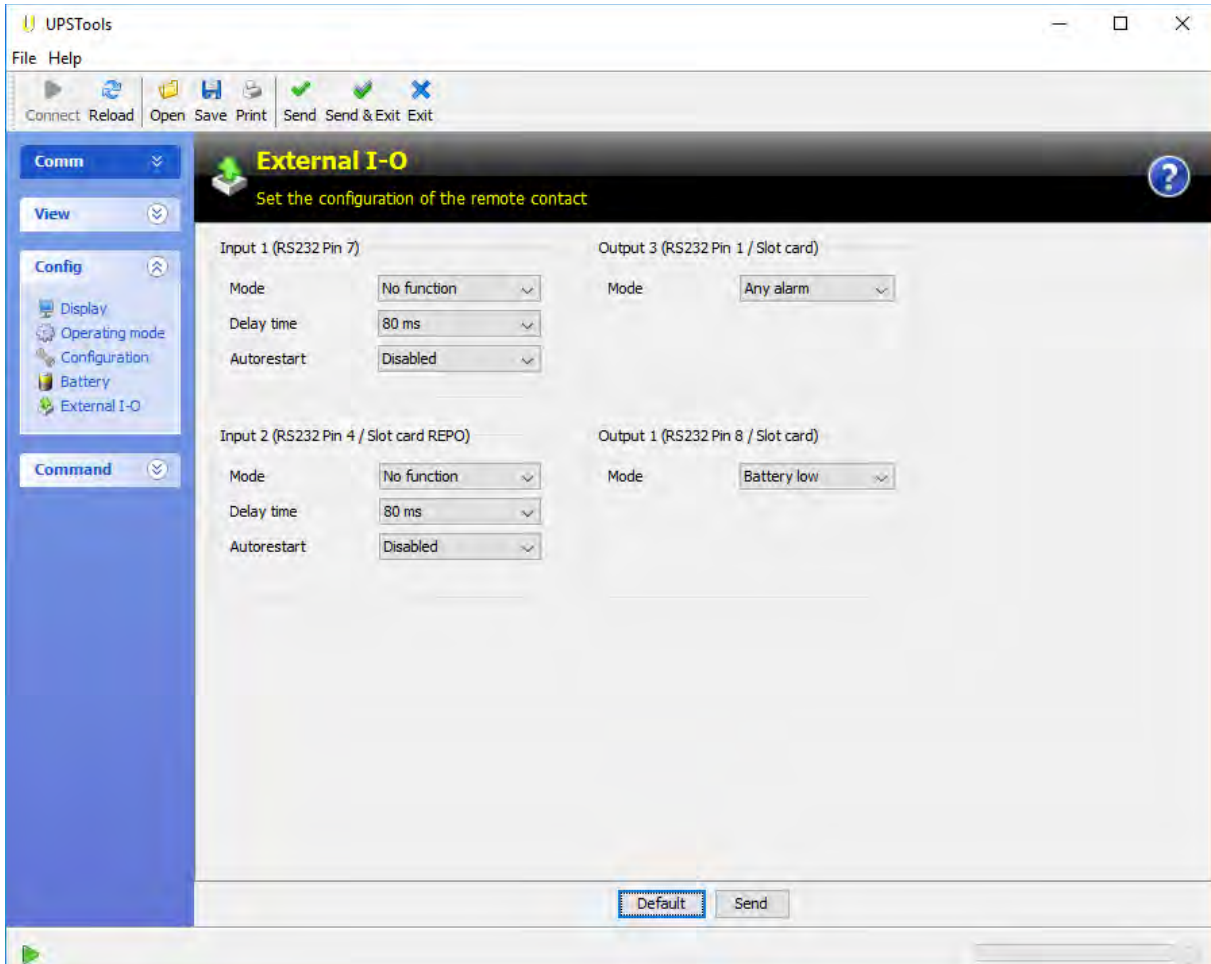 UPSTools
File Help
Connect Reload Open Save Print Send Send & Exit Exit
Comm
View
Config
Display
Operating mode
Configuration
Battery
External I-O
Command
External I-O
Set the configuration of the remote contact
?
Input 1 (RS232 Pin 7)
Mode No function
Delay time 80 ms
Autorestart Disabled
Output 3 (RS232 Pin 1 / Slot card)
Mode Any alarm
Input 2 (RS232 Pin 4 / Slot card REPO)
Mode No function
Delay time 80 ms
Autorestart Disabled
Output 1 (RS232 Pin 8 / Slot card)
Mode Battery low
Default Send